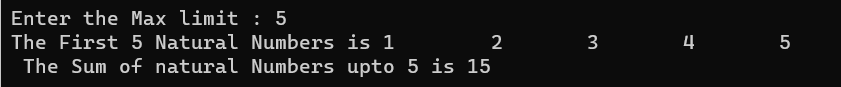 Enter the Max limit : 5
The First 5 Natural Numbers is 1        2       3       4       5
 The Sum of natural Numbers upto 5 is 15